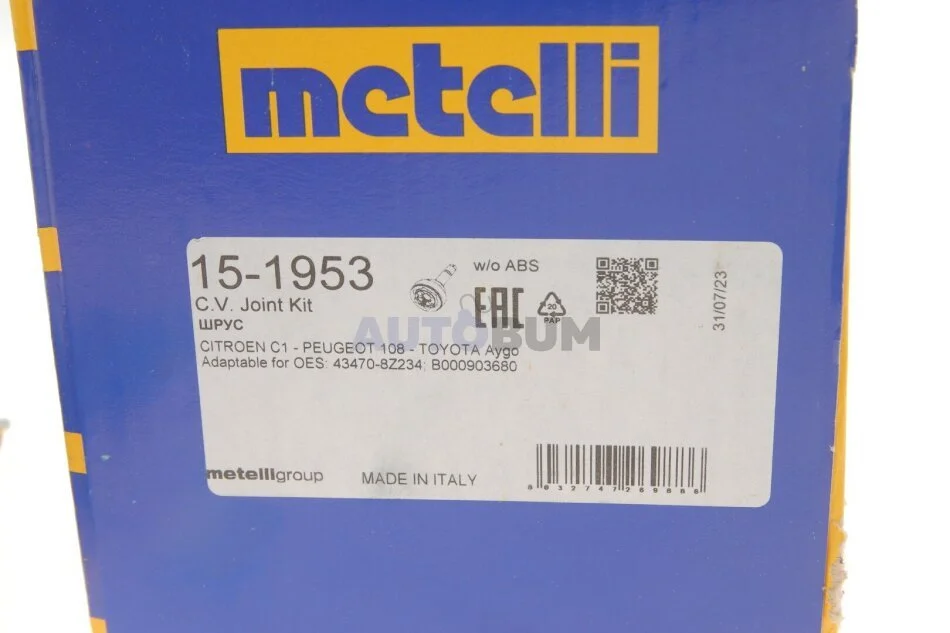 metelli
15-1953
C.V. Joint Kit
ШРУС
w/o ABS
EAC
20
PAP
31/07/23
AUTOBUM
CITROEN C1 - PEUGEOT 108 - TOYOTA Aygo
Adaptable for OES: 43470-8Z234; B000903680
metelligroup
MADE IN ITALY